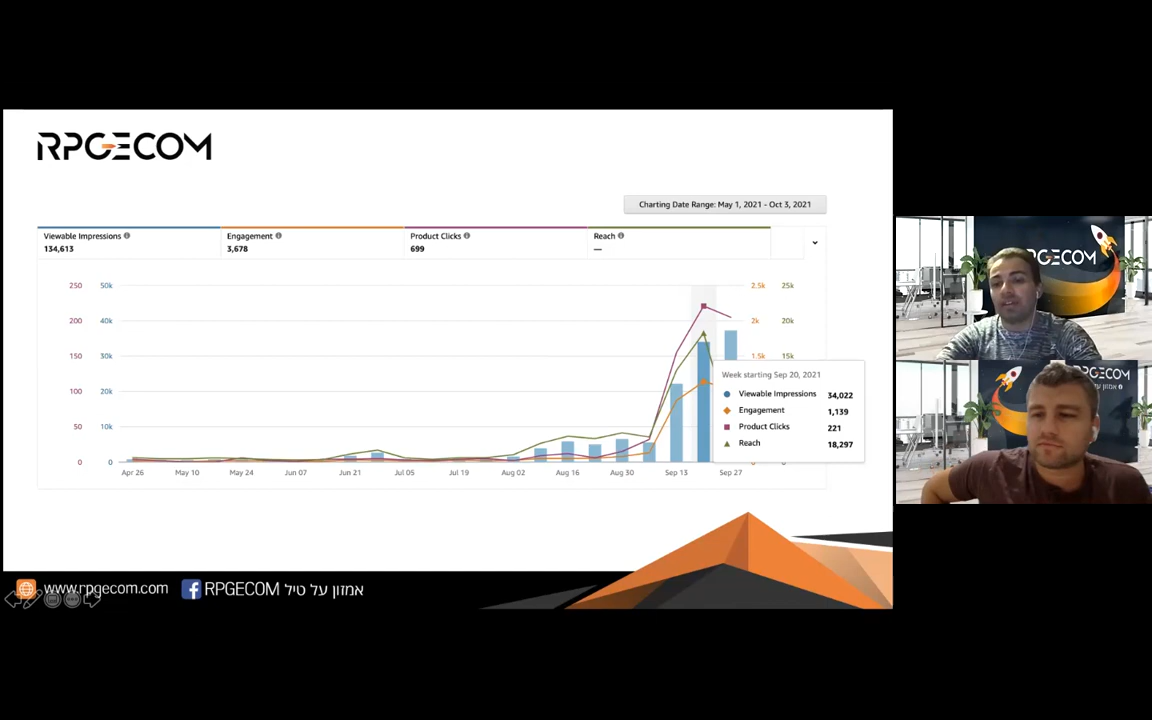 RPGECOM
Charting Date Range: May 1, 2021 - Oct 3, 2021
Viewable Impressions
134,613
Engagement
3,678
Product Clicks
699
Reach
—
250 50k 2.5k 25k
200 40k 2k 20k
150 30k 1.5k 15k
100 20k
50 10k
0 0
Apr 26 May 10 May 24 Jun 07 Jun 21 Jul 05 Jul 19 Aug 02 Aug 16 Aug 30 Sep 13 Sep 27
Week starting Sep 20, 2021
Viewable Impressions 34,022
Engagement 1,139
Product Clicks 221
Reach 18,297
www.rpgecom.com
RPGECOM אמזון על טיל
RPGECOM
RPGECOM